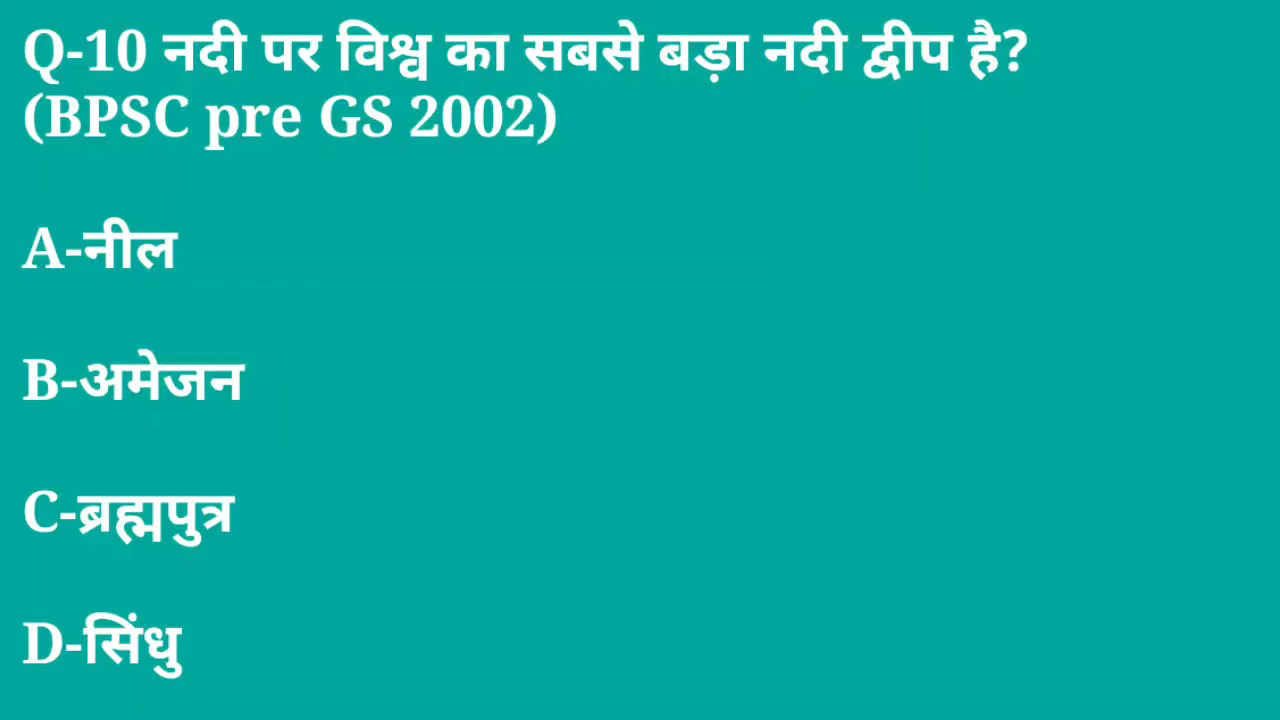 Q-10 नदी पर विश्व का सबसे बड़ा नदी द्वीप है?
(BPSC pre GS 2002)
A-नील
B-अमेजन
C-ब्रह्मपुत्र
D-सिंधु